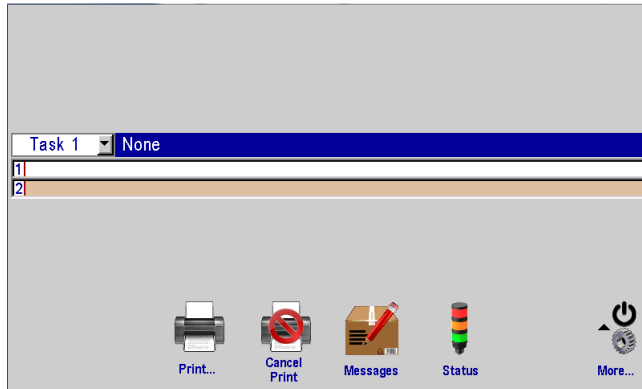 Task 1 None
1
2
Print...
Cancel
Print
Messages
Status
More...